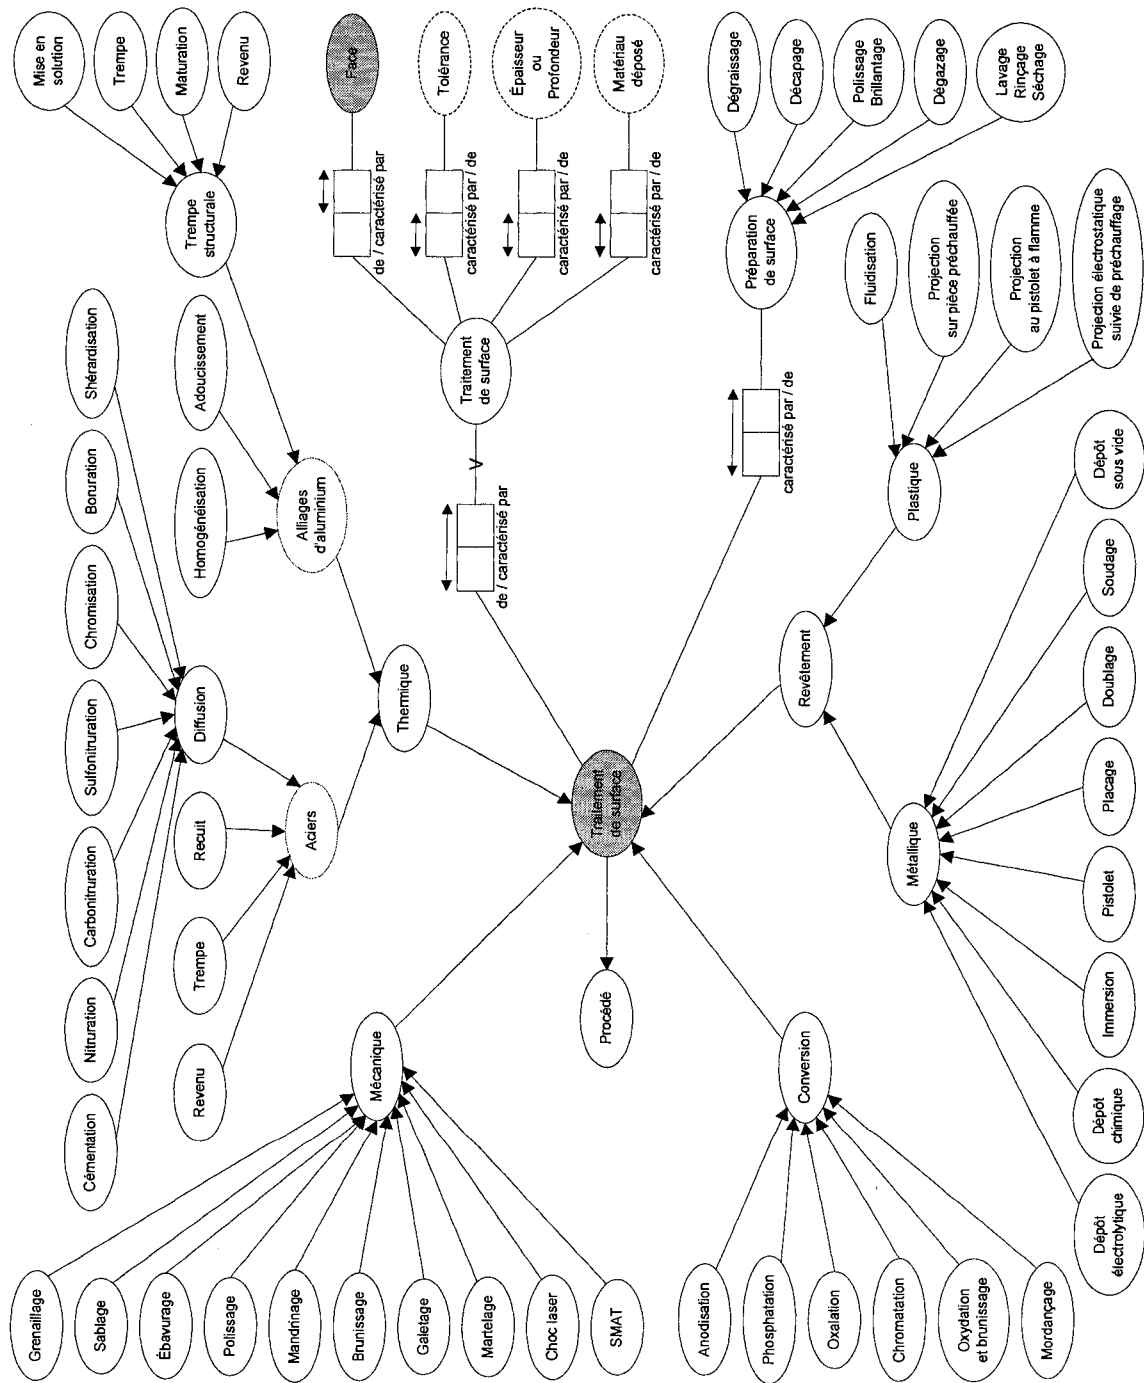 Mise en
solution
Trempe
Maturation
Revenu
Trempe
structurale
Face
Tolérance
Épaisseur
ou
Profondeur
Matériau
déposé
de / caractérisé par
caractérisé par / de
caractérisé par / de
caractérisé par / de
Traitement
de surface
V
de / caractérisé par
Dégraissage
Décapage
Polissage
Brillantage
Dégazage
Lavage
Rinçage
Séchage
Préparation
de surface
caractérisé par / de
Shérardisation
Boruration
Chromisation
Sulfonitruration
Carbonitruration
Nitruration
Cémentation
Diffusion
Adoucissement
Homogénéisation
Alliages
d'aluminium
Recuit
Trempe
Revenu
Aciers
Thermique
Fluidisation
Projection
sur pièce préchauffée
Projection
au pistolet à flamme
Projection électrostatique
suivie de préchauffage
Plastique
Revêtement
Traitement
de surface
Procédé
Dépôt
sous vide
Soudage
Doublage
Placage
Pistolet
Immersion
Dépôt
chimique
Dépôt
électrolytique
Métallique
Mécanique
Grenaillage
Sablage
Ébavurage
Polissage
Mandrinage
Brunissage
Galetage
Martelage
Choc laser
SMAT
Conversion
Anodisation
Phosphatation
Oxalation
Chromatation
Oxydation
et brunissage
Mordançage